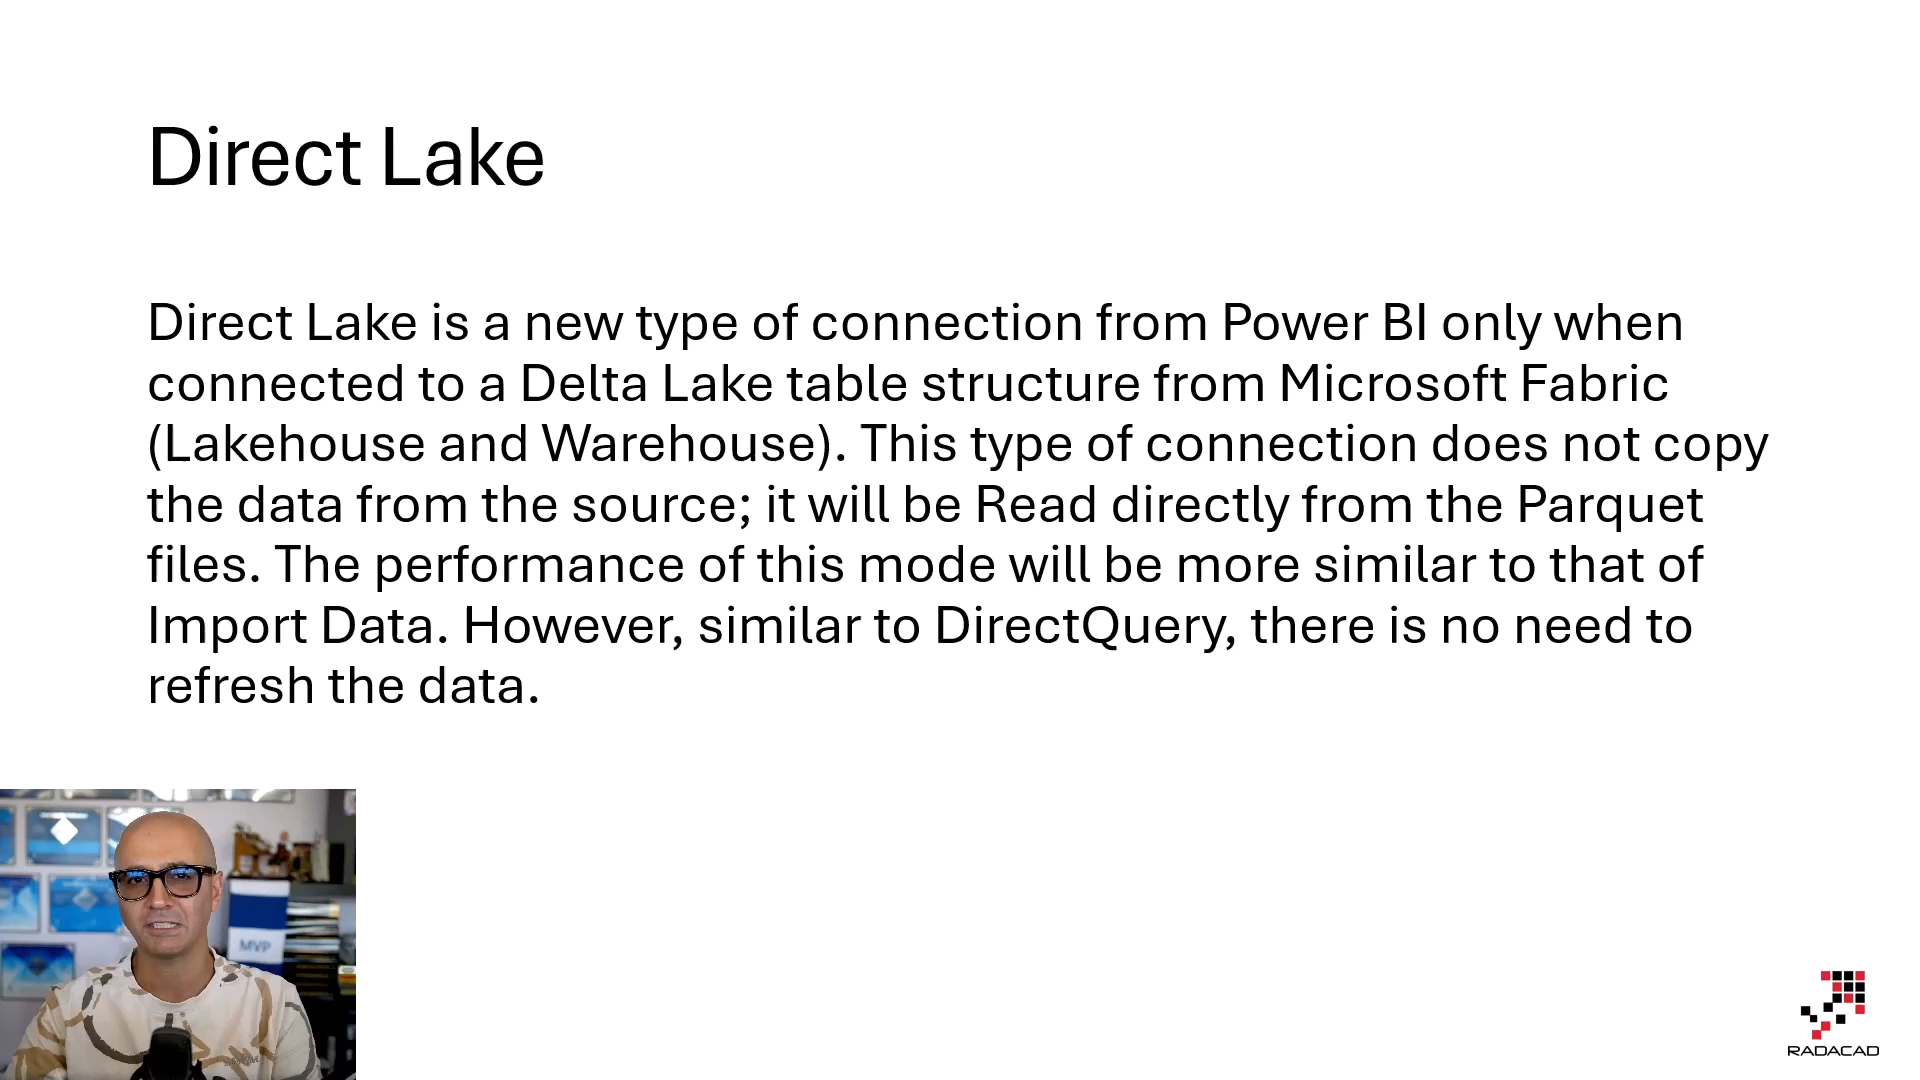 Direct Lake
Direct Lake is a new type of connection from Power BI only when
connected to a Delta Lake table structure from Microsoft Fabric
(Lakehouse and Warehouse). This type of connection does not copy
the data from the source; it will be Read directly from the Parquet
files. The performance of this mode will be more similar to that of
Import Data. However, similar to DirectQuery, there is no need to
refresh the data.
MVP
RADACAD